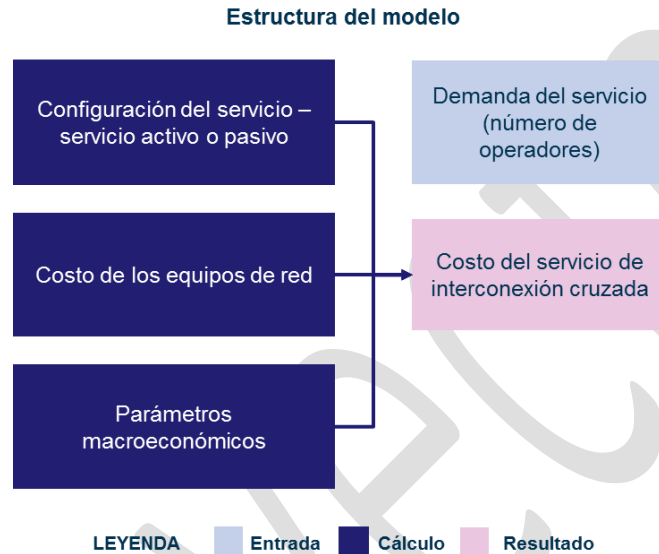 Estructura del modelo
Configuración del servicio –
servicio activo o pasivo
Demanda del servicio
(número de
operadores)
Costo de los equipos de red
Costo del servicio de
interconexión cruzada
Parámetros
macroeconómicos
LEYENDA Entrada Cálculo Resultado